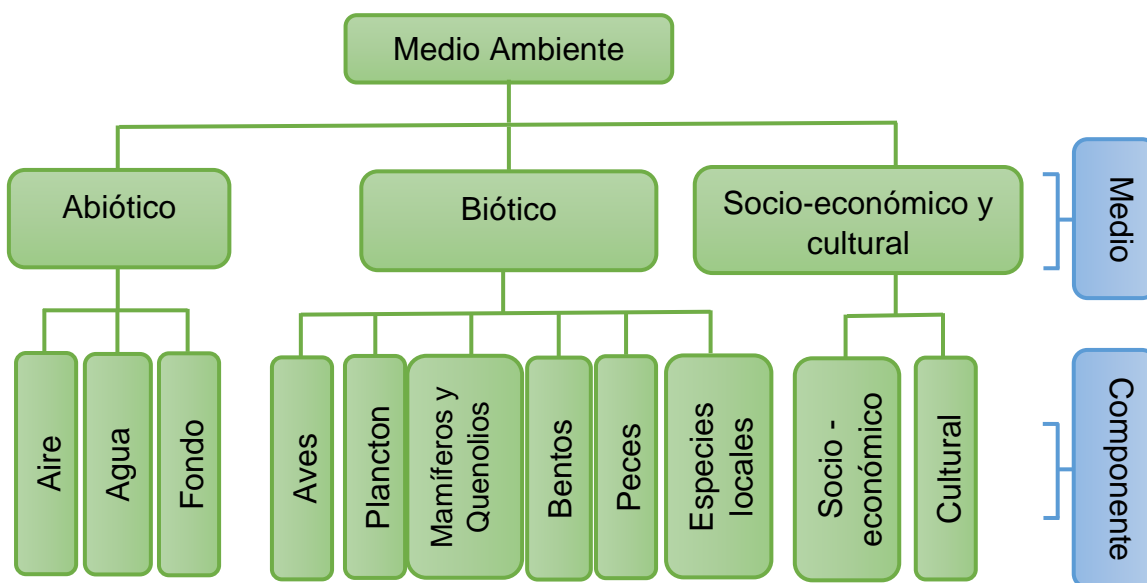 Medio Ambiente
Abiótico
Biótico
Socio-económico y
cultural
Medio
Aire
Agua
Fondo
Aves
Plancton
Mamíferos y
Quenolios
Bentos
Peces
Especies
locales
Socio -
económico
Cultural
Componente